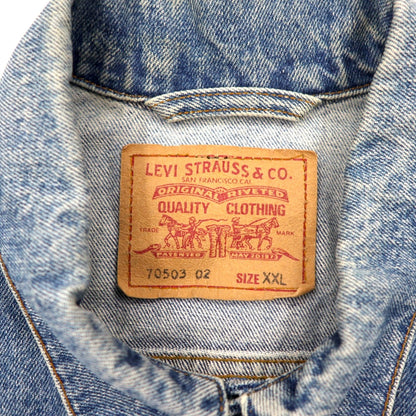 LEVI STRAUSS & CO.
SAN FRANCISCO, CAL
ORIGINAL RIVETED
QUALITY CLOTHING
TRADE MARK
PATENTED MAY 20 1873
70503 02 SIZE XXL